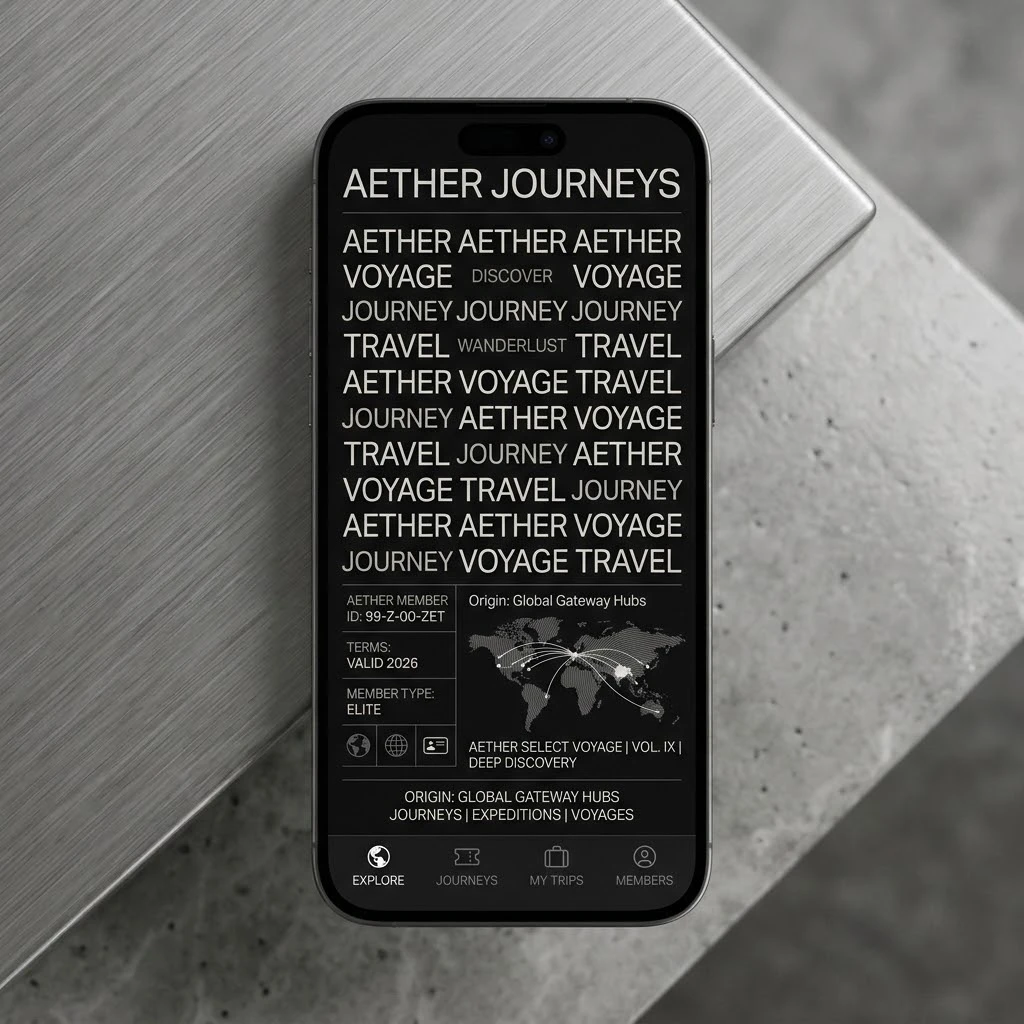 AETHER JOURNEYS
AETHER AETHER AETHER
VOYAGE DISCOVER VOYAGE
JOURNEY JOURNEY JOURNEY
TRAVEL WANDERLUST TRAVEL
AETHER VOYAGE TRAVEL
JOURNEY AETHER VOYAGE
TRAVEL JOURNEY AETHER
VOYAGE TRAVEL JOURNEY
AETHER AETHER VOYAGE
JOURNEY VOYAGE TRAVEL
AETHER MEMBER
ID: 99-Z-00-ZET
TERMS:
VALID 2026
MEMBER TYPE:
ELITE
Origin: Global Gateway Hubs
AETHER SELECT VOYAGE | VOL. IX |
DEEP DISCOVERY
ORIGIN: GLOBAL GATEWAY HUBS
JOURNEYS | EXPEDITIONS | VOYAGES
EXPLORE JOURNEYS MY TRIPS MEMBERS